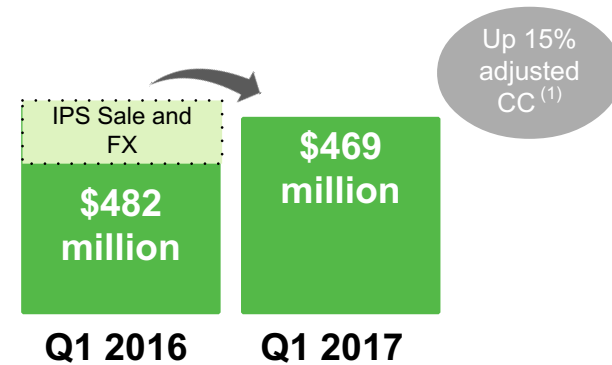 Up 15%
adjusted
CC (1)
IPS Sale and
FX
$482
million
$469
million
Q1 2016
Q1 2017